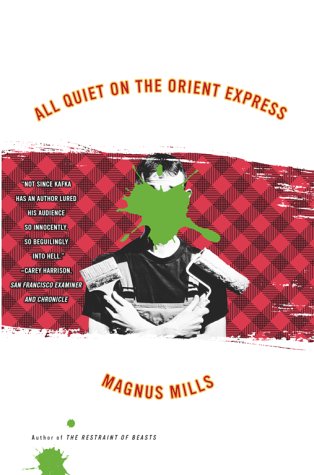 ALL QUIET ON THE ORIENT EXPRESS
"NOT SINCE KAFKA
HAS AN AUTHOR LURED
HIS AUDIENCE
SO INNOCENTLY,
SO BEGUILINGLY
INTO HELL."
–CAREY HARRISON,
SAN FRANCISCO EXAMINER
AND CHRONICLE
MAGNUS MILLS
Author of THE RESTRAINT OF BEASTS